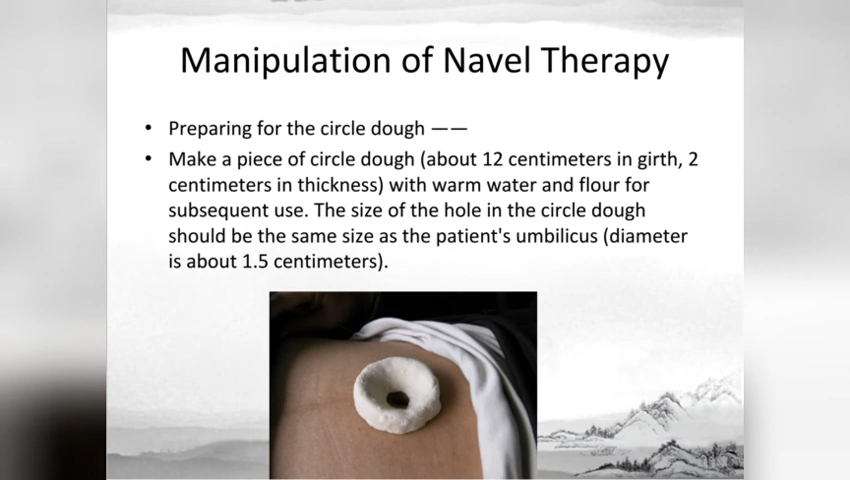 Manipulation of Navel Therapy
• Preparing for the circle dough ——
• Make a piece of circle dough (about 12 centimeters in girth, 2
centimeters in thickness) with warm water and flour for
subsequent use. The size of the hole in the circle dough
should be the same size as the patient's umbilicus (diameter
is about 1.5 centimeters).